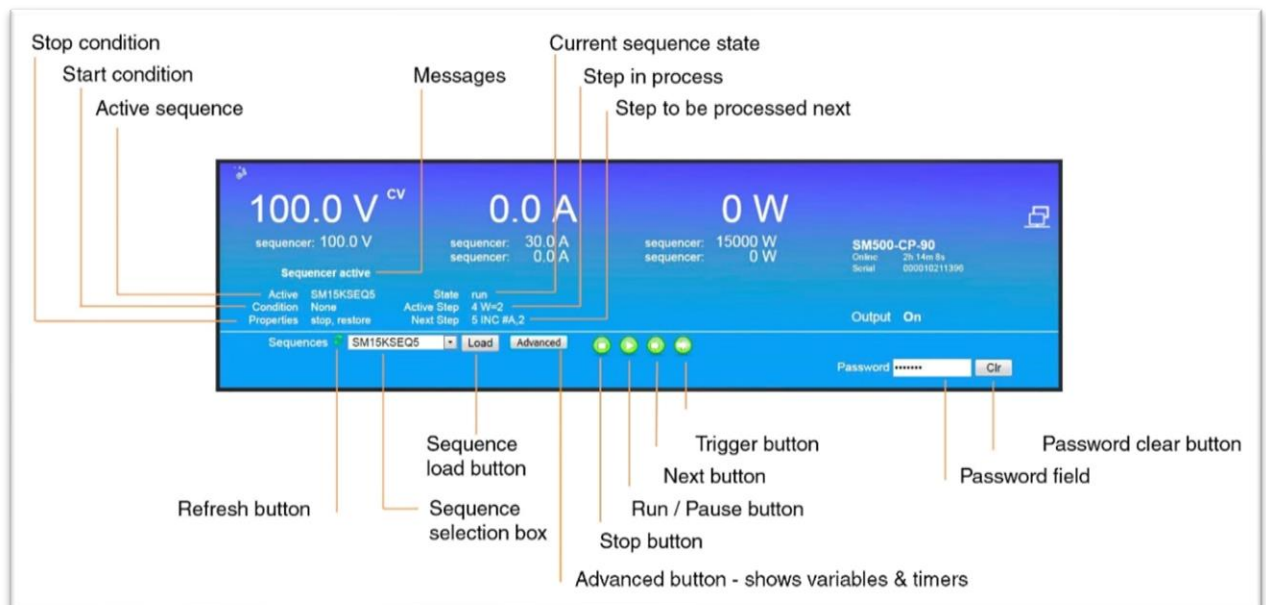 Stop condition
Current sequence state
Start condition
Messages
Step in process
Active sequence
Step to be processed next
100.0 V CV
0.0 A
0 W
sequencer: 100.0 V
sequencer: 30.0 A
sequencer: 15000 W
sequencer: 0.0 A
sequencer: 0 W
SM500-CP-90
Online 2h 14m 8s
Serial 000010211396
Sequencer active
Active SM15KSEQ5
State run
Condition None
Active Step 4 W=2
Properties stop, restore
Next Step 5 INC #A,2
Output On
Sequences SM15KSEQ5 Load Advanced
Password ••••••• Clr
Sequence
load button
Trigger button
Password clear button
Next button
Password field
Refresh button
Sequence
selection box
Run / Pause button
Stop button
Advanced button - shows variables & timers